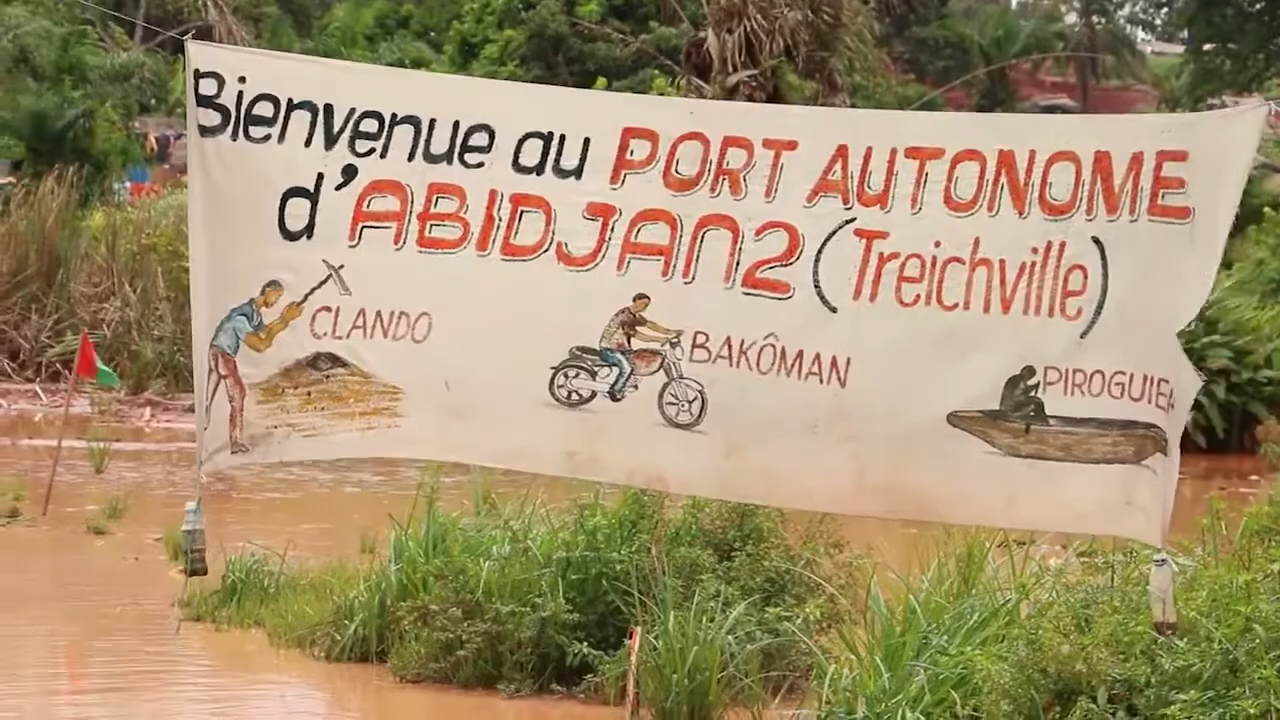 Bienvenue au PORT AUTONOME
d'ABIDJAN2 (Treichville)
CLANDO
BAKÔMAN
PIROGUIER